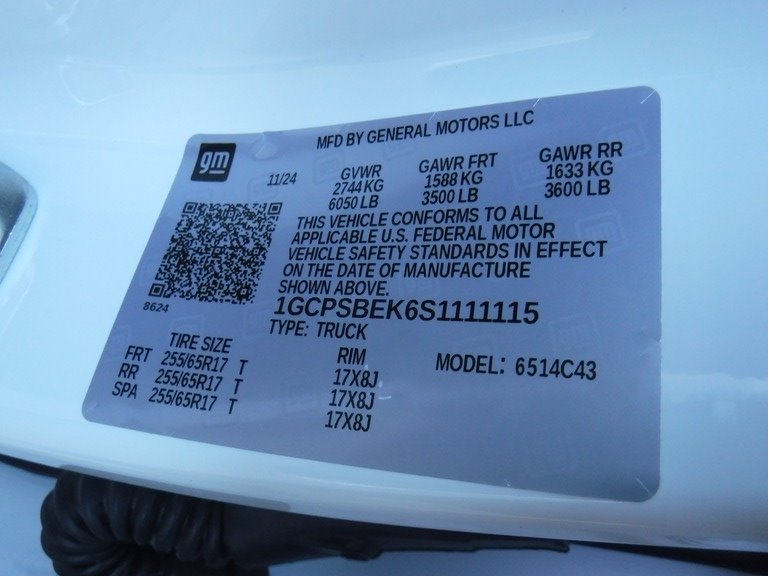 gm
MFD BY GENERAL MOTORS LLC
11/24
GVWR GAWR FRT GAWR RR
2744 KG 1588 KG 1633 KG
6050 LB 3500 LB 3600 LB
THIS VEHICLE CONFORMS TO ALL
APPLICABLE U.S. FEDERAL MOTOR
VEHICLE SAFETY STANDARDS IN EFFECT
ON THE DATE OF MANUFACTURE
SHOWN ABOVE.
8624
1GCPSBEK6S1111115
TYPE: TRUCK
TIRE SIZE RIM MODEL: 6514C43
FRT 255/65R17 T 17X8J
RR 255/65R17 T 17X8J
SPA 255/65R17 T 17X8J